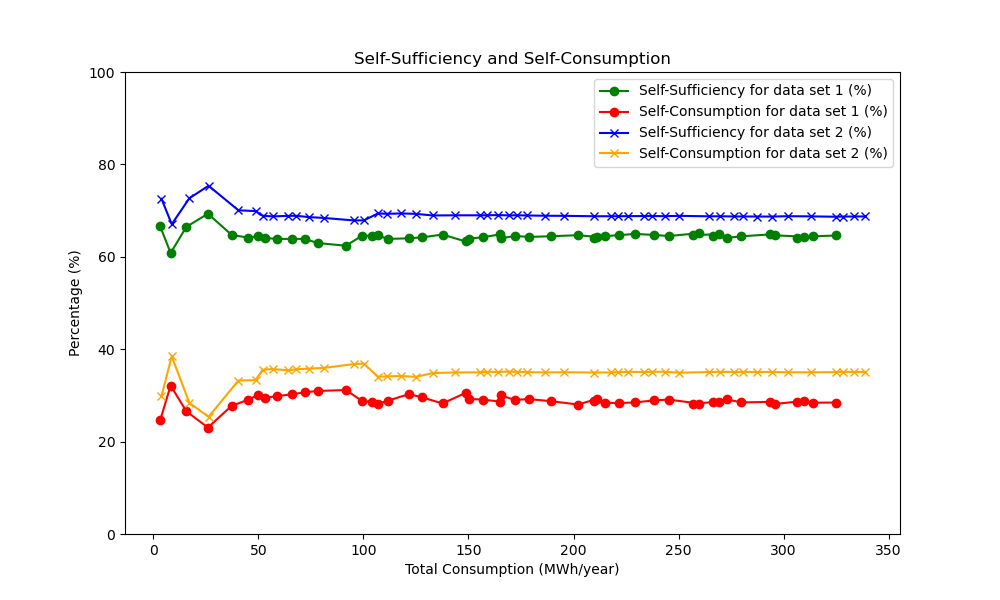 Self-Sufficiency and Self-Consumption
Self-Sufficiency for data set 1 (%)
Self-Consumption for data set 1 (%)
Self-Sufficiency for data set 2 (%)
Self-Consumption for data set 2 (%)
Percentage (%)
100
80
60
40
20
0
0 50 100 150 200 250 300 350
Total Consumption (MWh/year)